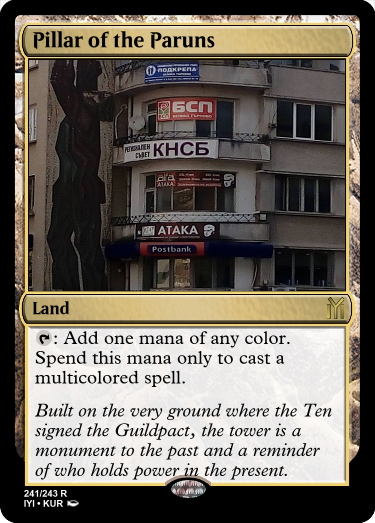 Pillar of the Paruns
ПОДКРЕПА
БСП
ВЕЛИКО ТЪРНОВО
РЕГИОНАЛЕН
СЪВЕТ
КНСБ
АТАКА
АТАКА
Postbank
Land
: Add one mana of any color.
Spend this mana only to cast a
multicolored spell.
Built on the very ground where the Ten
signed the Guildpact, the tower is a
monument to the past and a reminder
of who holds power in the present.
241/243 R
IYI • KUR